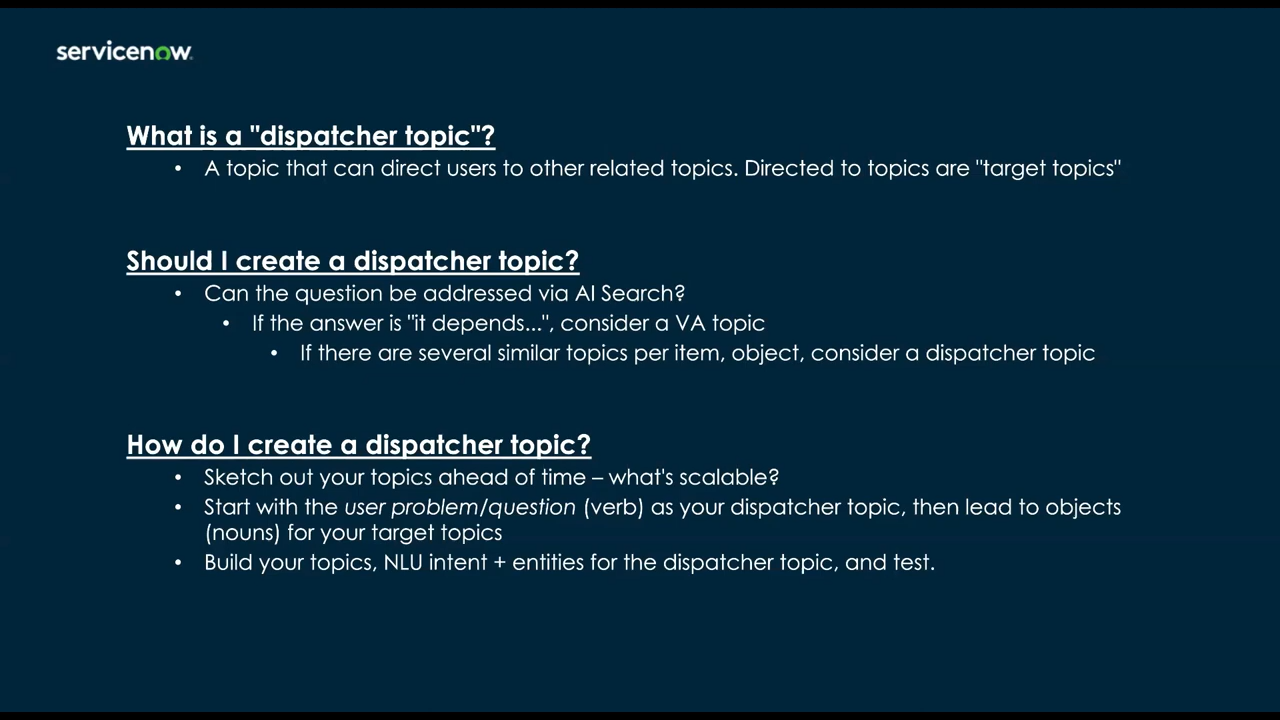 servicenow
What is a "dispatcher topic"?
• A topic that can direct users to other related topics. Directed to topics are "target topics"
Should I create a dispatcher topic?
• Can the question be addressed via AI Search?
• If the answer is "it depends...", consider a VA topic
• If there are several similar topics per item, object, consider a dispatcher topic
How do I create a dispatcher topic?
• Sketch out your topics ahead of time – what's scalable?
• Start with the user problem/question (verb) as your dispatcher topic, then lead to objects
(nouns) for your target topics
• Build your topics, NLU intent + entities for the dispatcher topic, and test.